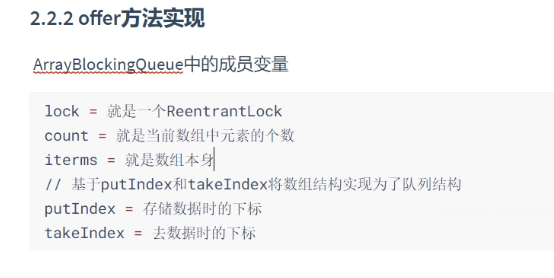 2.2.2 offer方法实现
ArrayBlockingQueue中的成员变量
lock = 就是一个ReentrantLock
count = 就是当前数组中元素的个数
iterms = 就是数组本身
// 基于putIndex和takeIndex将数组结构实现为了队列结构
putIndex = 存储数据时的下标
takeIndex = 去数据时的下标